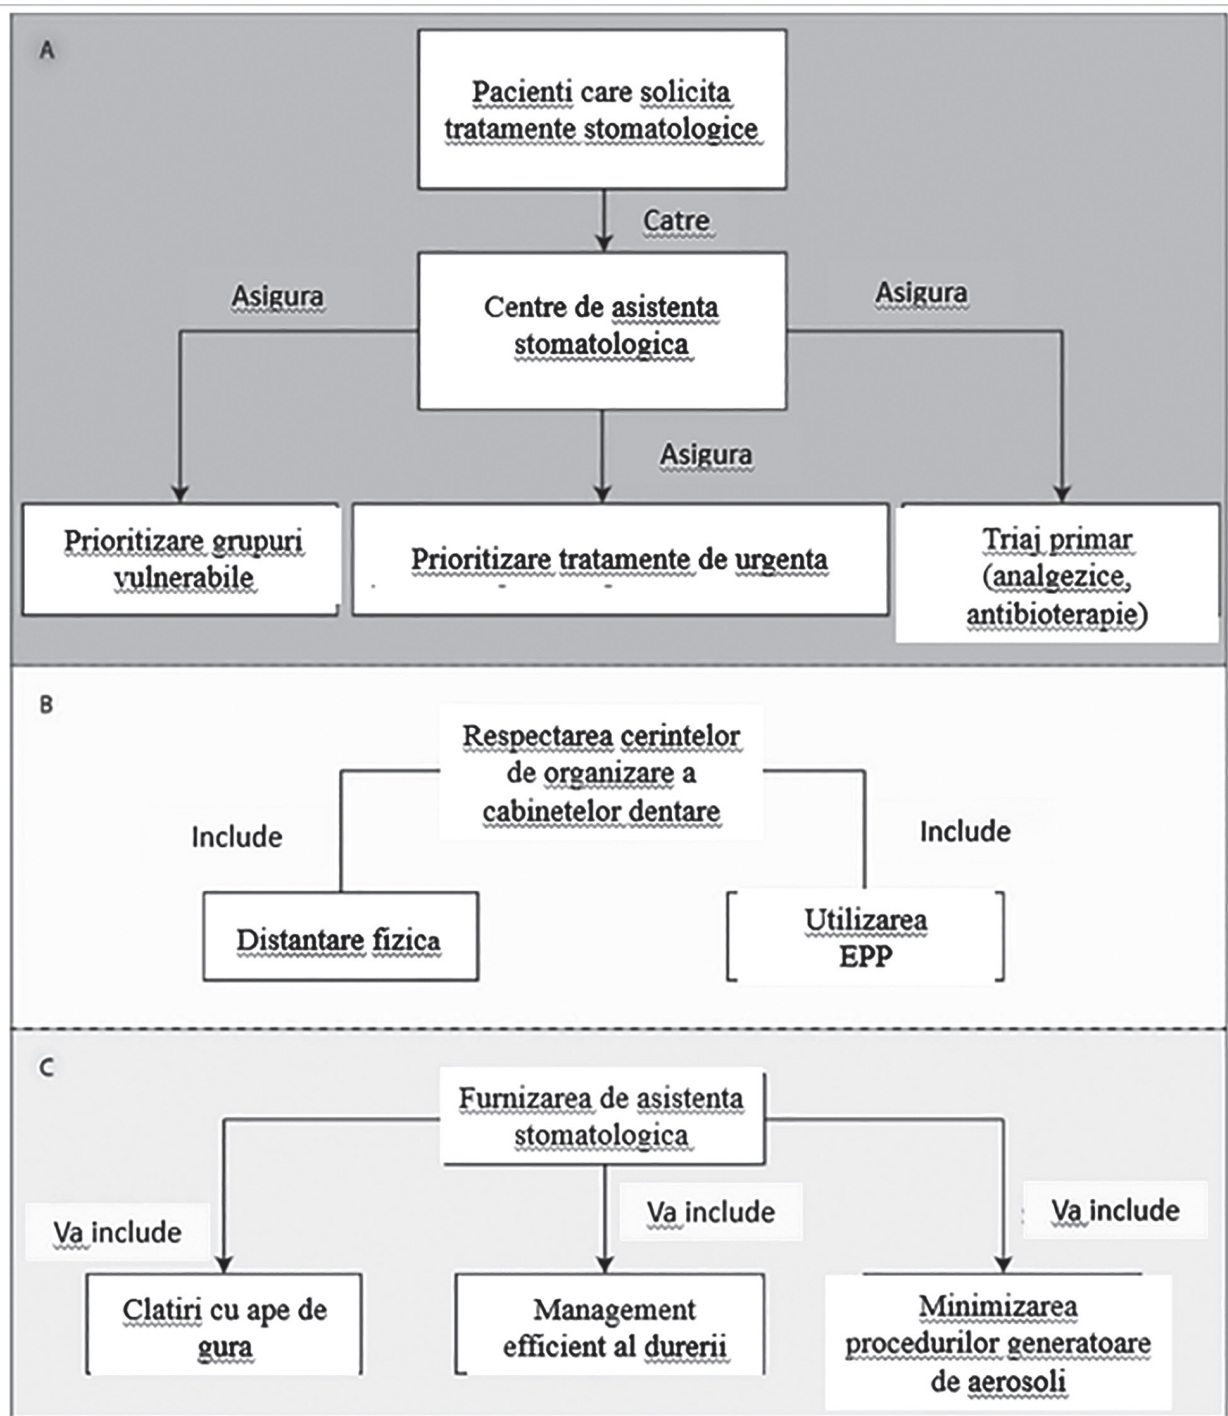 A
Pacienti care solicita
tratamente stomatologice
Catre
Asigura
Centre de asistenta
stomatologica
Asigura
Asigura
Prioritizare grupuri
vulnerabile
Prioritizare tratamente de urgenta
Triaj primar
(analgezice,
antibioterapie)
B
Respectarea cerintelor
de organizare a
cabinetelor dentare
Include
Include
Distantare fizica
Utilizarea
EPP
C
Furnizarea de asistenta
stomatologica
Va include
Va include
Va include
Clatiri cu ape de
gura
Management
efficient al durerii
Minimizarea
procedurilor generatoare
de aerosoli